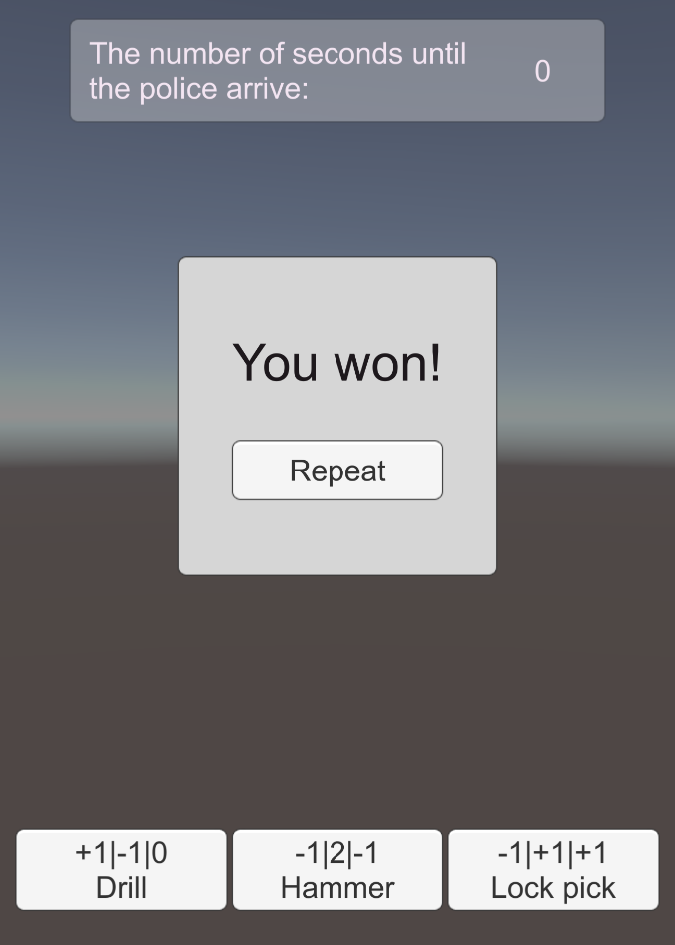 The number of seconds until
the police arrive:
0
You won!
Repeat
+1|-1|0
Drill
-1|2|-1
Hammer
-1|+1|+1
Lock pick